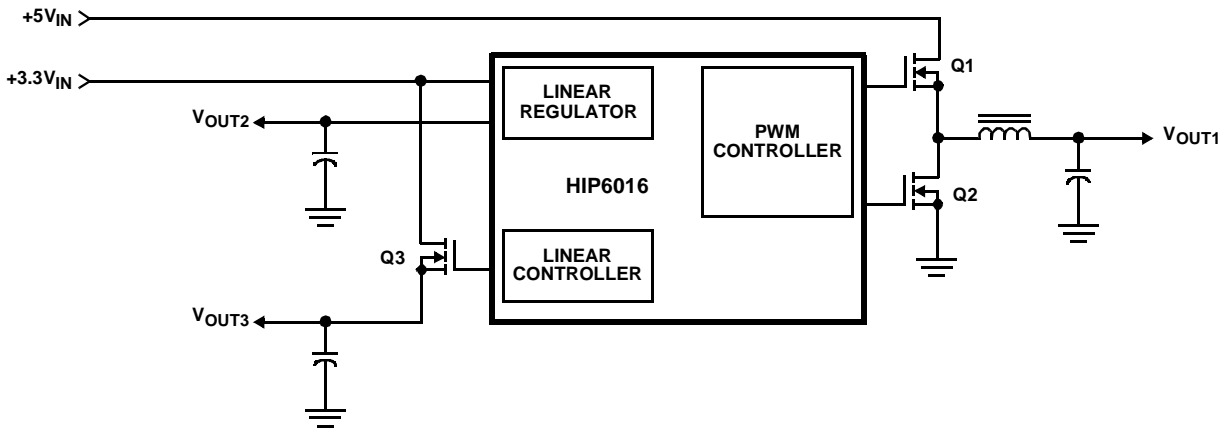 +5VIN
+3.3VIN
VOUT2
LINEAR
REGULATOR
PWM
CONTROLLER
HIP6016
Q1
VOUT1
Q2
Q3
LINEAR
CONTROLLER
VOUT3